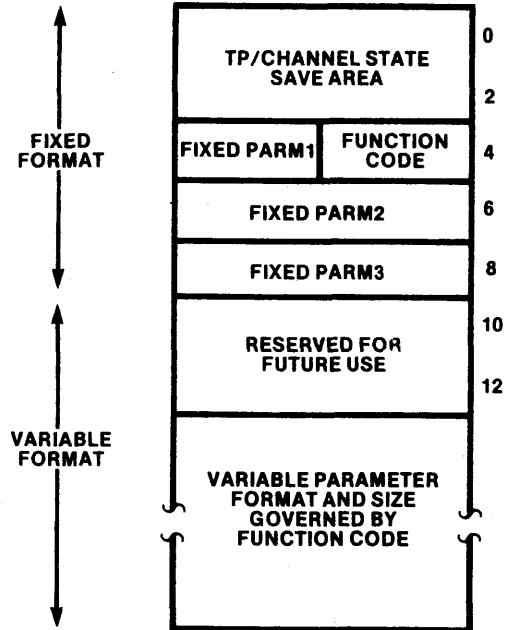 0
TP/CHANNEL STATE
SAVE AREA
2
FIXED
FORMAT
FIXED PARM1
FUNCTION
CODE
4
FIXED PARM2
6
FIXED PARM3
8
10
RESERVED FOR
FUTURE USE
12
VARIABLE
FORMAT
VARIABLE PARAMETER
FORMAT AND SIZE
GOVERNED BY
FUNCTION CODE